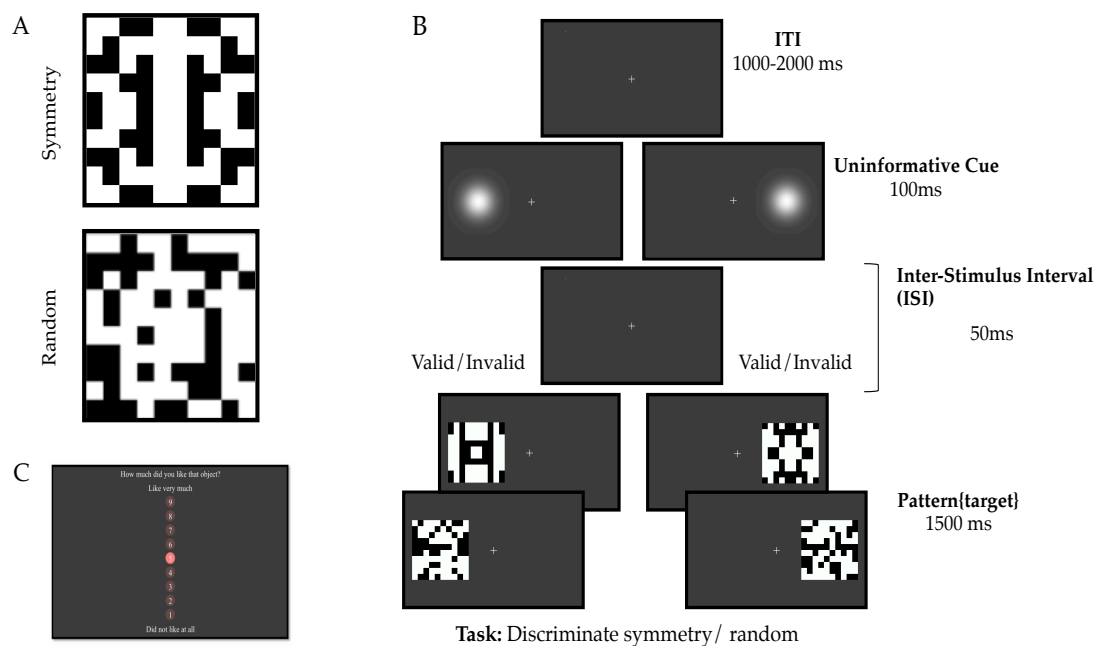 A
Symmetry
Random
B
ITI
1000-2000 ms
Uninformative Cue
100ms
Inter-Stimulus Interval
(ISI)
50ms
Valid/Invalid
Valid/Invalid
Pattern{target}
1500 ms
Task: Discriminate symmetry/ random
C
How much did you like that object?
Like very much
9
8
7
6
5
4
3
2
1
Did not like at all